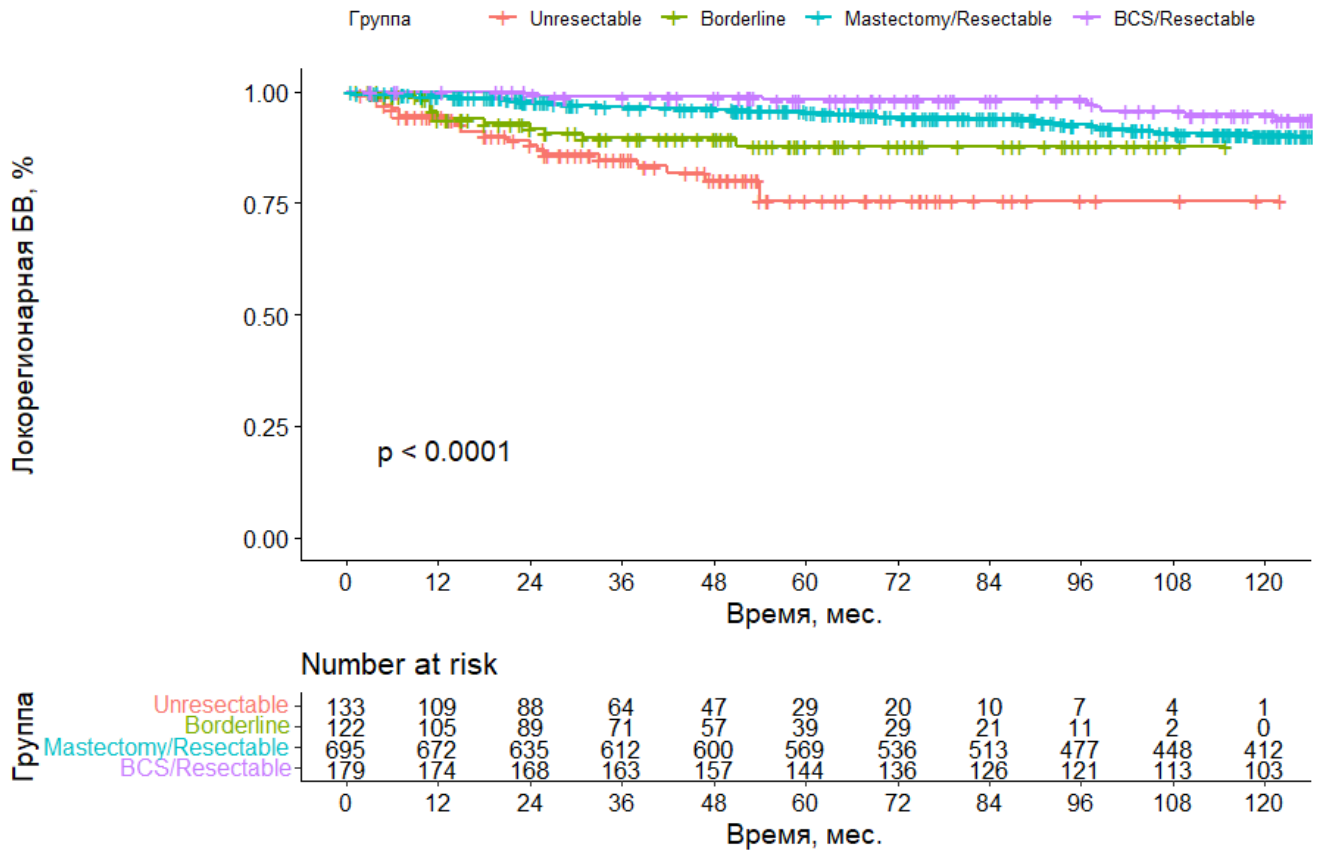 Группа Unresectable Borderline Mastectomy/Resectable BCS/Resectable
Локорегионарная БВ, %
1.00
0.75
0.50
0.25
0.00
p < 0.0001
0 12 24 36 48 60 72 84 96 108 120
Время, мес.
Number at risk
Группа
Unresectable 133 109 88 64 47 29 20 10 7 4 1
Borderline 122 105 89 71 57 39 29 21 11 2 0
Mastectomy/Resectable 695 672 635 612 600 569 536 513 477 448 412
BCS/Resectable 179 174 168 163 157 144 136 126 121 113 103
0 12 24 36 48 60 72 84 96 108 120
Время, мес.